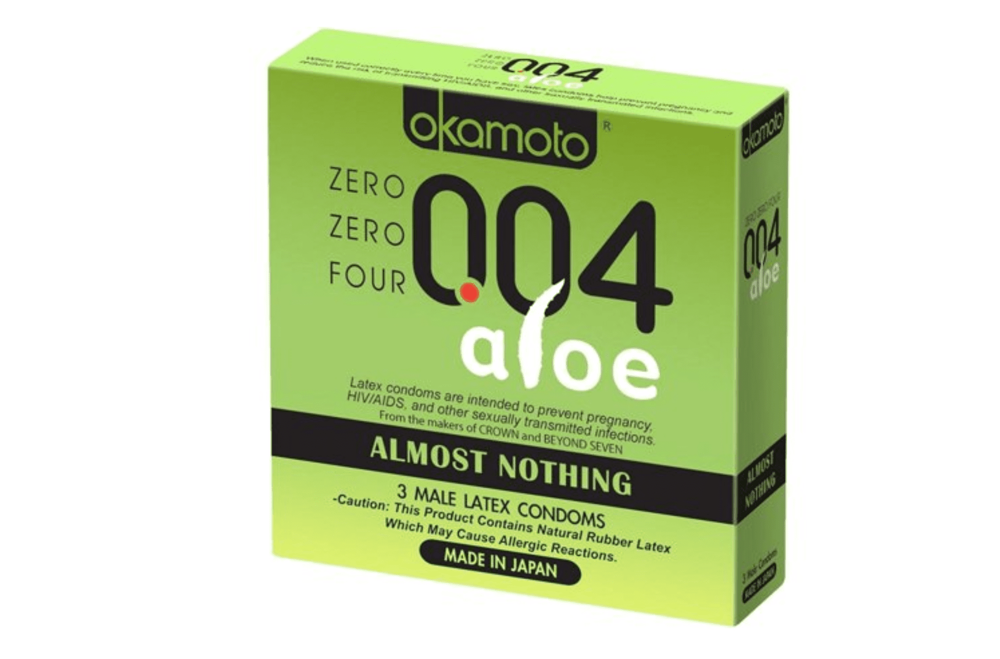 ZERO
ZERO
FOUR
0.04
aloe
When used correctly every time you have sex, latex condoms help prevent pregnancy and
reduce the risk of transmitting HIV/AIDS, and other sexually transmitted infections.
okamoto®
ZERO
ZERO
FOUR
0.04
aloe
Latex condoms are intended to prevent pregnancy,
HIV/AIDS, and other sexually transmitted infections.
From the makers of CROWN and BEYOND SEVEN
ALMOST NOTHING
3 MALE LATEX CONDOMS
-Caution: This Product Contains Natural Rubber Latex
Which May Cause Allergic Reactions.
MADE IN JAPAN
okamoto
ZERO ZERO FOUR
0.04
aloe
ALMOST
NOTHING
3 Male Condoms
MADE IN JAPAN